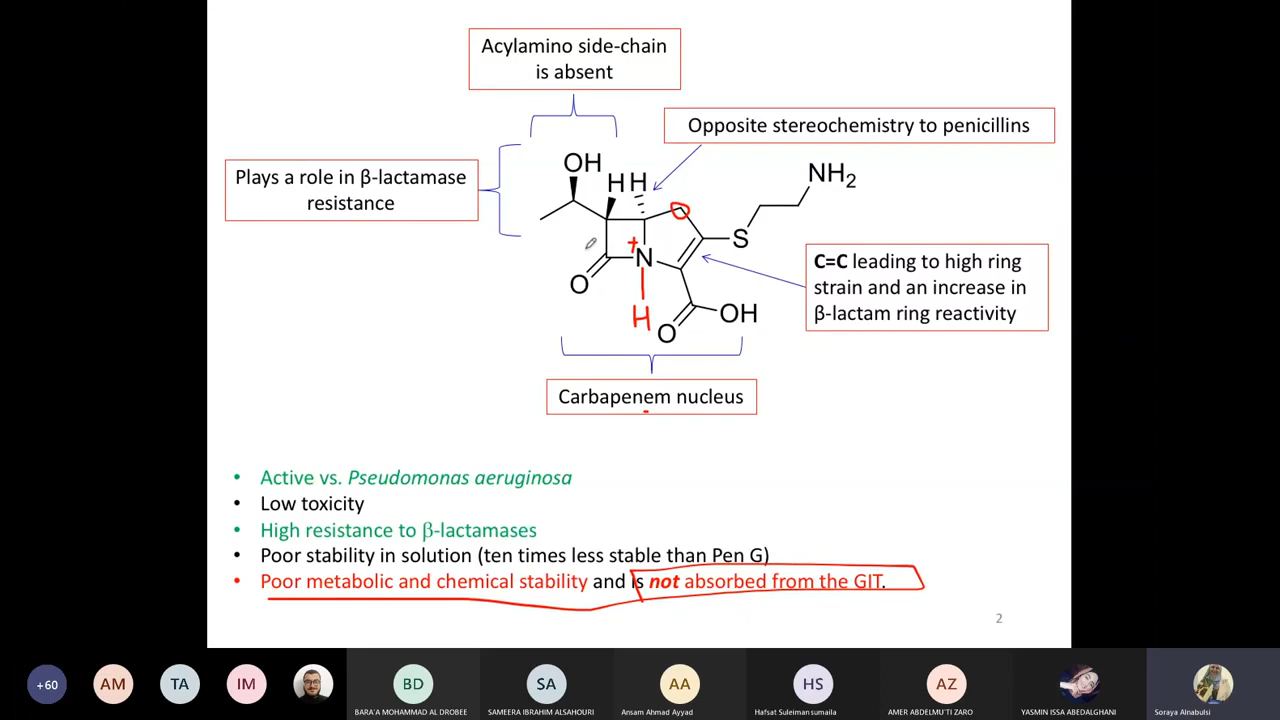 Acylamino side-chain
is absent
Opposite stereochemistry to penicillins
Plays a role in β-lactamase
resistance
OH
H H
NH2
S
+
N
O
H
O
OH
C=C leading to high ring
strain and an increase in
β-lactam ring reactivity
Carbapenem nucleus
• Active vs. Pseudomonas aeruginosa
• Low toxicity
• High resistance to β-lactamases
• Poor stability in solution (ten times less stable than Pen G)
• Poor metabolic and chemical stability and is not absorbed from the GIT.
2
+60
AM
TA
IM
BD
SA
AA
HS
AZ
BARA'A MOHAMMAD AL DROBEE
SAMEERA IBRAHIM ALSAHOURI
Ansam Ahmad Ayyad
Hafsat Suleimansumaila
AMER ABDELMU'TI ZARO
YASMIN ISSA ABEDALGHANI
Soraya Alnabulsi